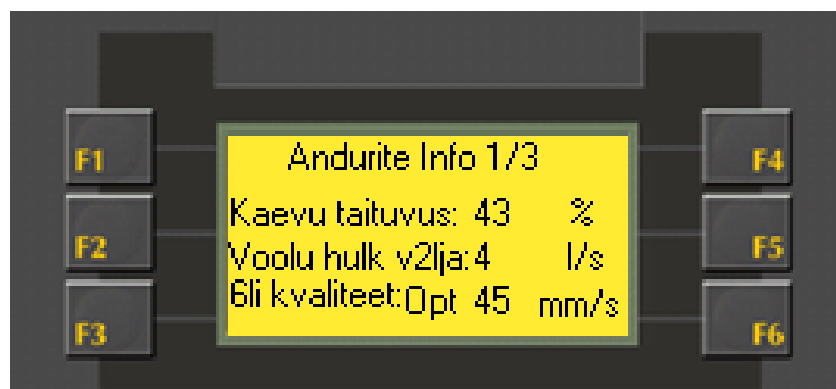 Andurite Info 1/3
Kaevu taituvus: 43 %
Voolu hulk v2lja: 4 l/s
6li kvaliteet: Opt 45 mm/s
F1
F2
F3
F4
F5
F6